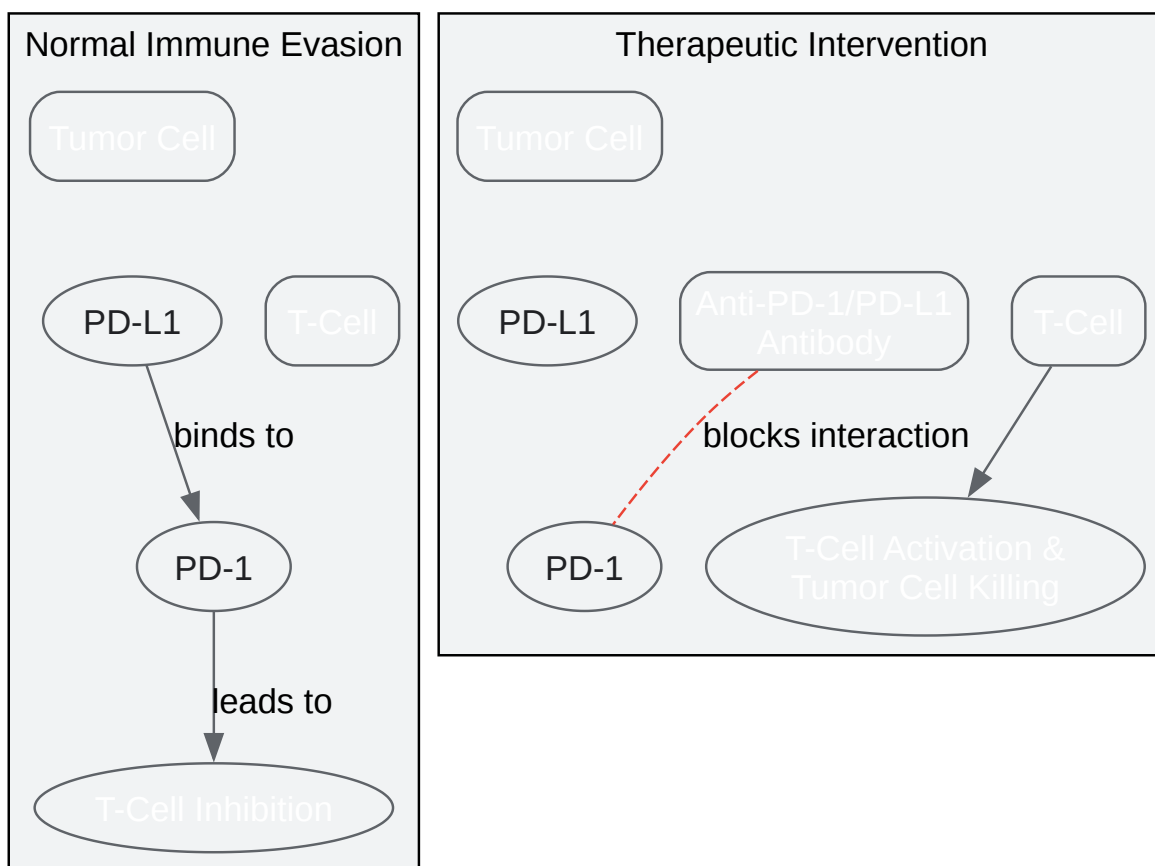 Normal Immune Evasion
Tumor Cell
PD-L1
T-Cell
binds to
PD-1
leads to
T-Cell Inhibition
Therapeutic Intervention
Tumor Cell
PD-L1
Anti-PD-1/PD-L1
Antibody
T-Cell
blocks interaction
PD-1
T-Cell Activation &
Tumor Cell Killing